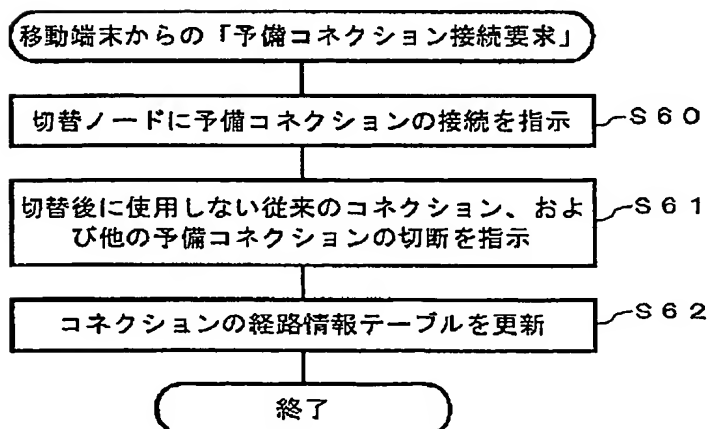 移動端末からの「予備コネクション接続要求」
切替ノードに予備コネクションの接続を指示
S60
切替後に使用しない従来のコネクション、およ
び他の予備コネクションの切断を指示
S61
コネクションの経路情報テーブルを更新
S62
終了